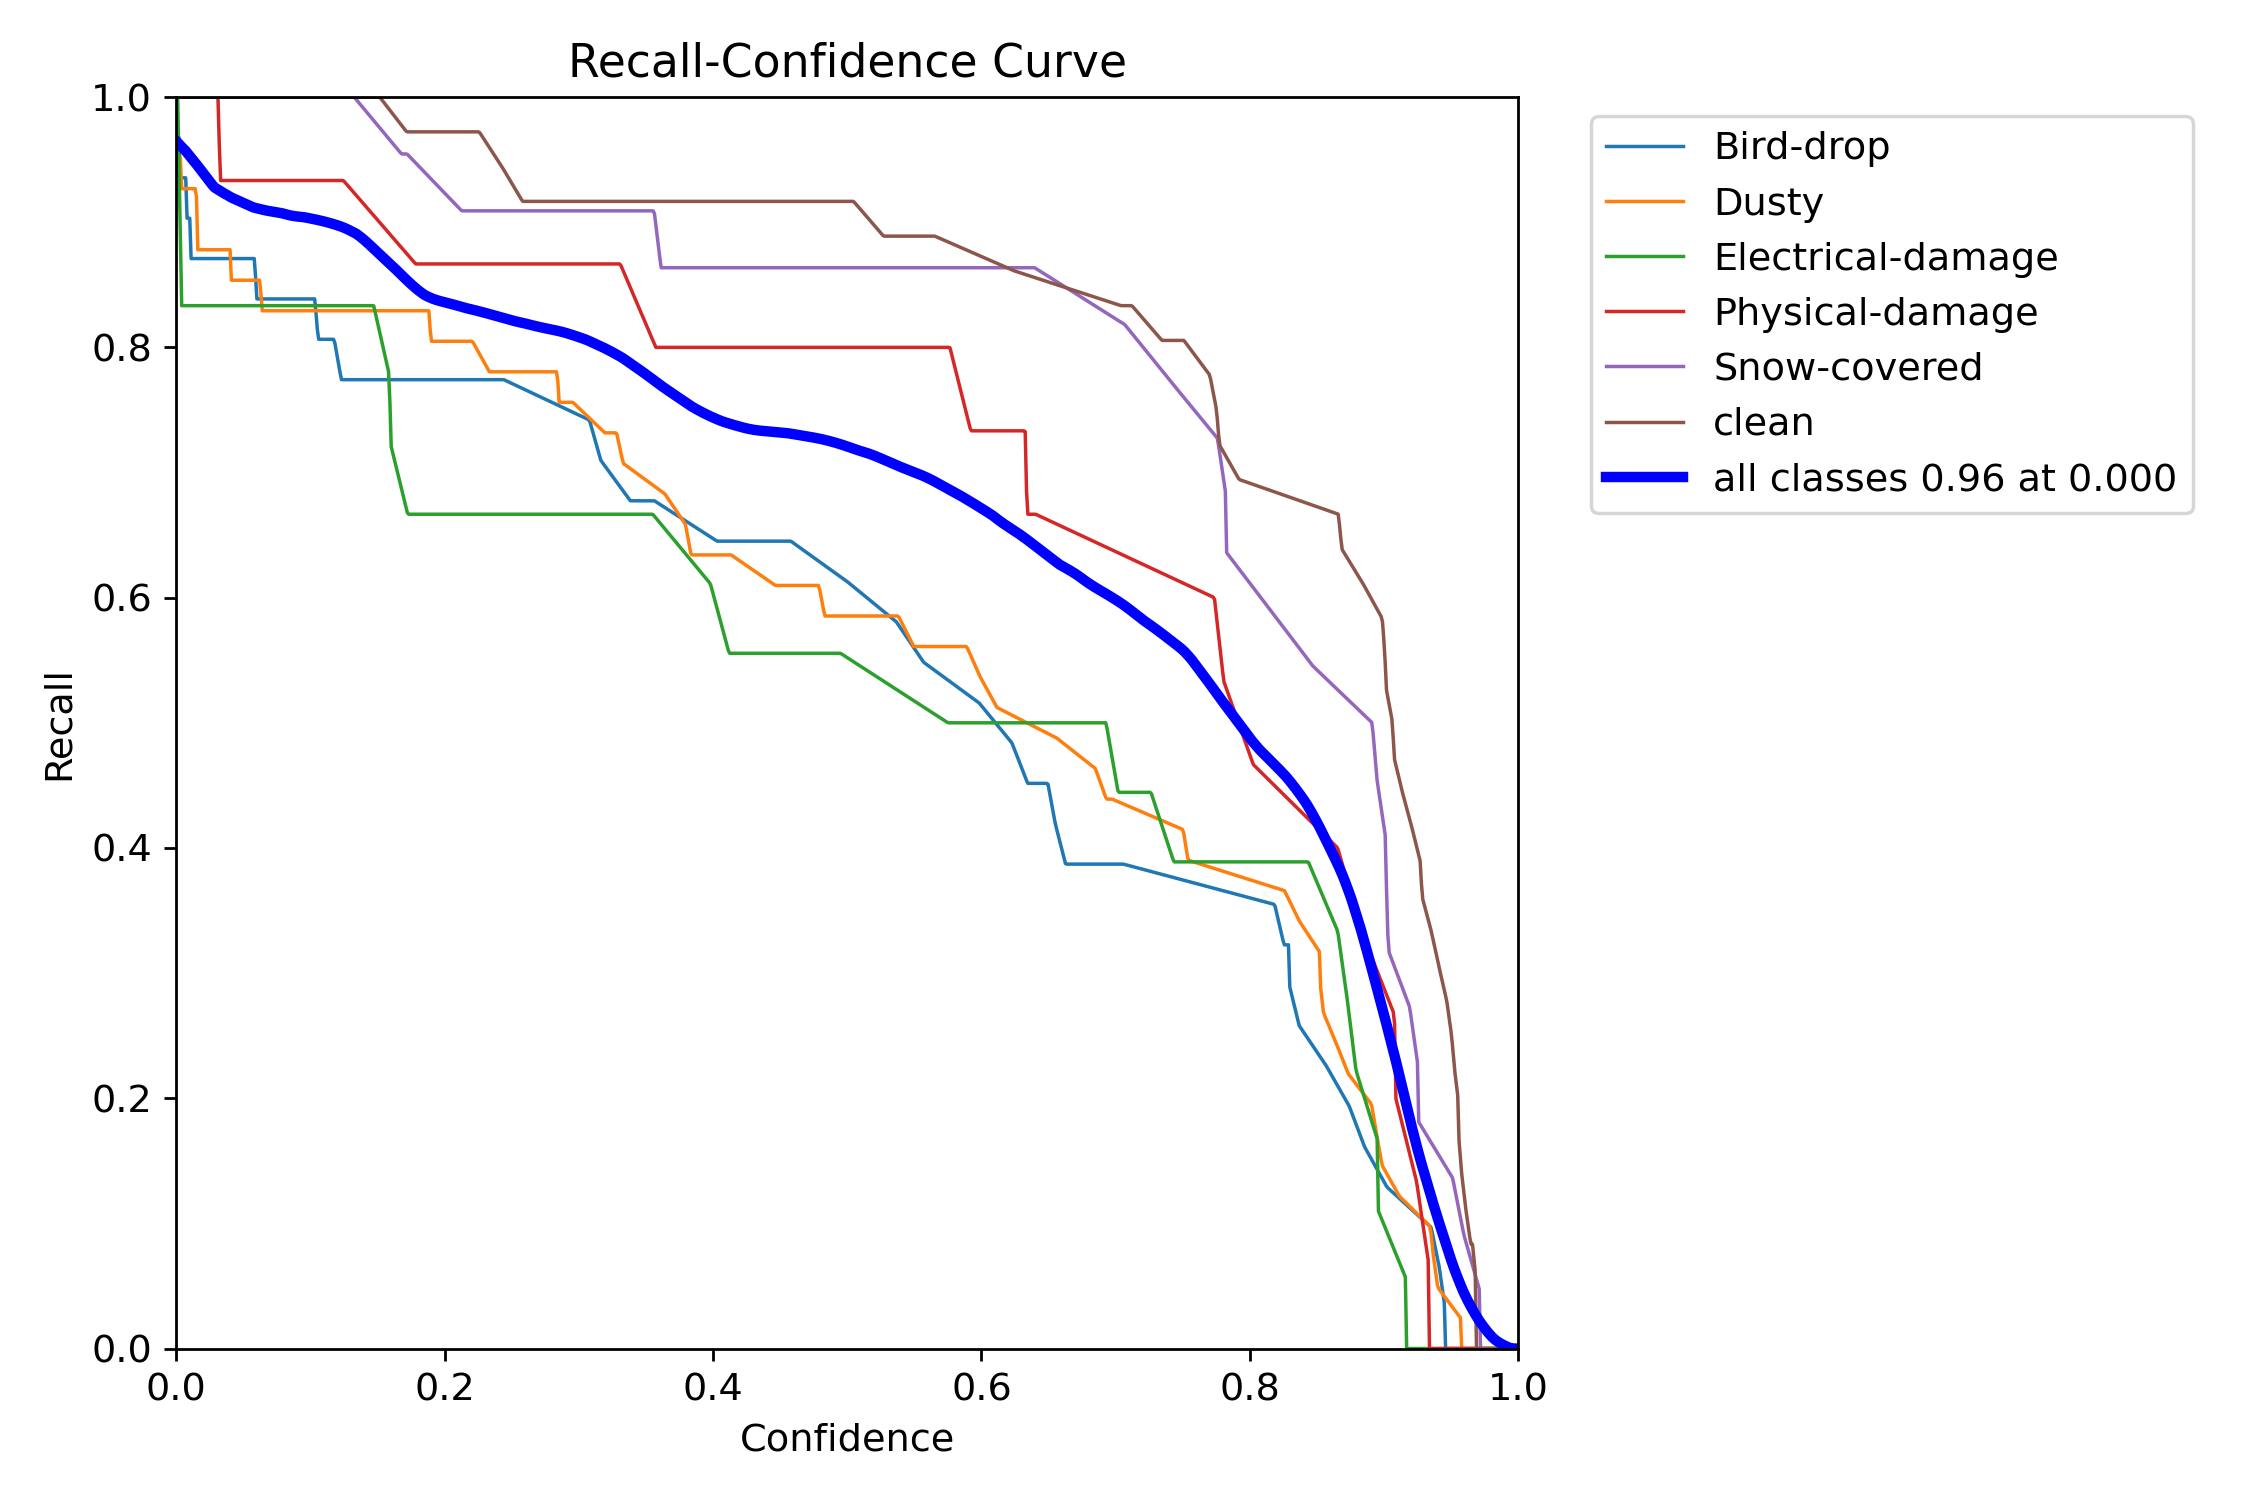 Recall-Confidence Curve
1.0
0.8
0.6
0.4
0.2
0.0
Recall
0.0 0.2 0.4 0.6 0.8 1.0
Confidence
Bird-drop
Dusty
Electrical-damage
Physical-damage
Snow-covered
clean
all classes 0.96 at 0.000